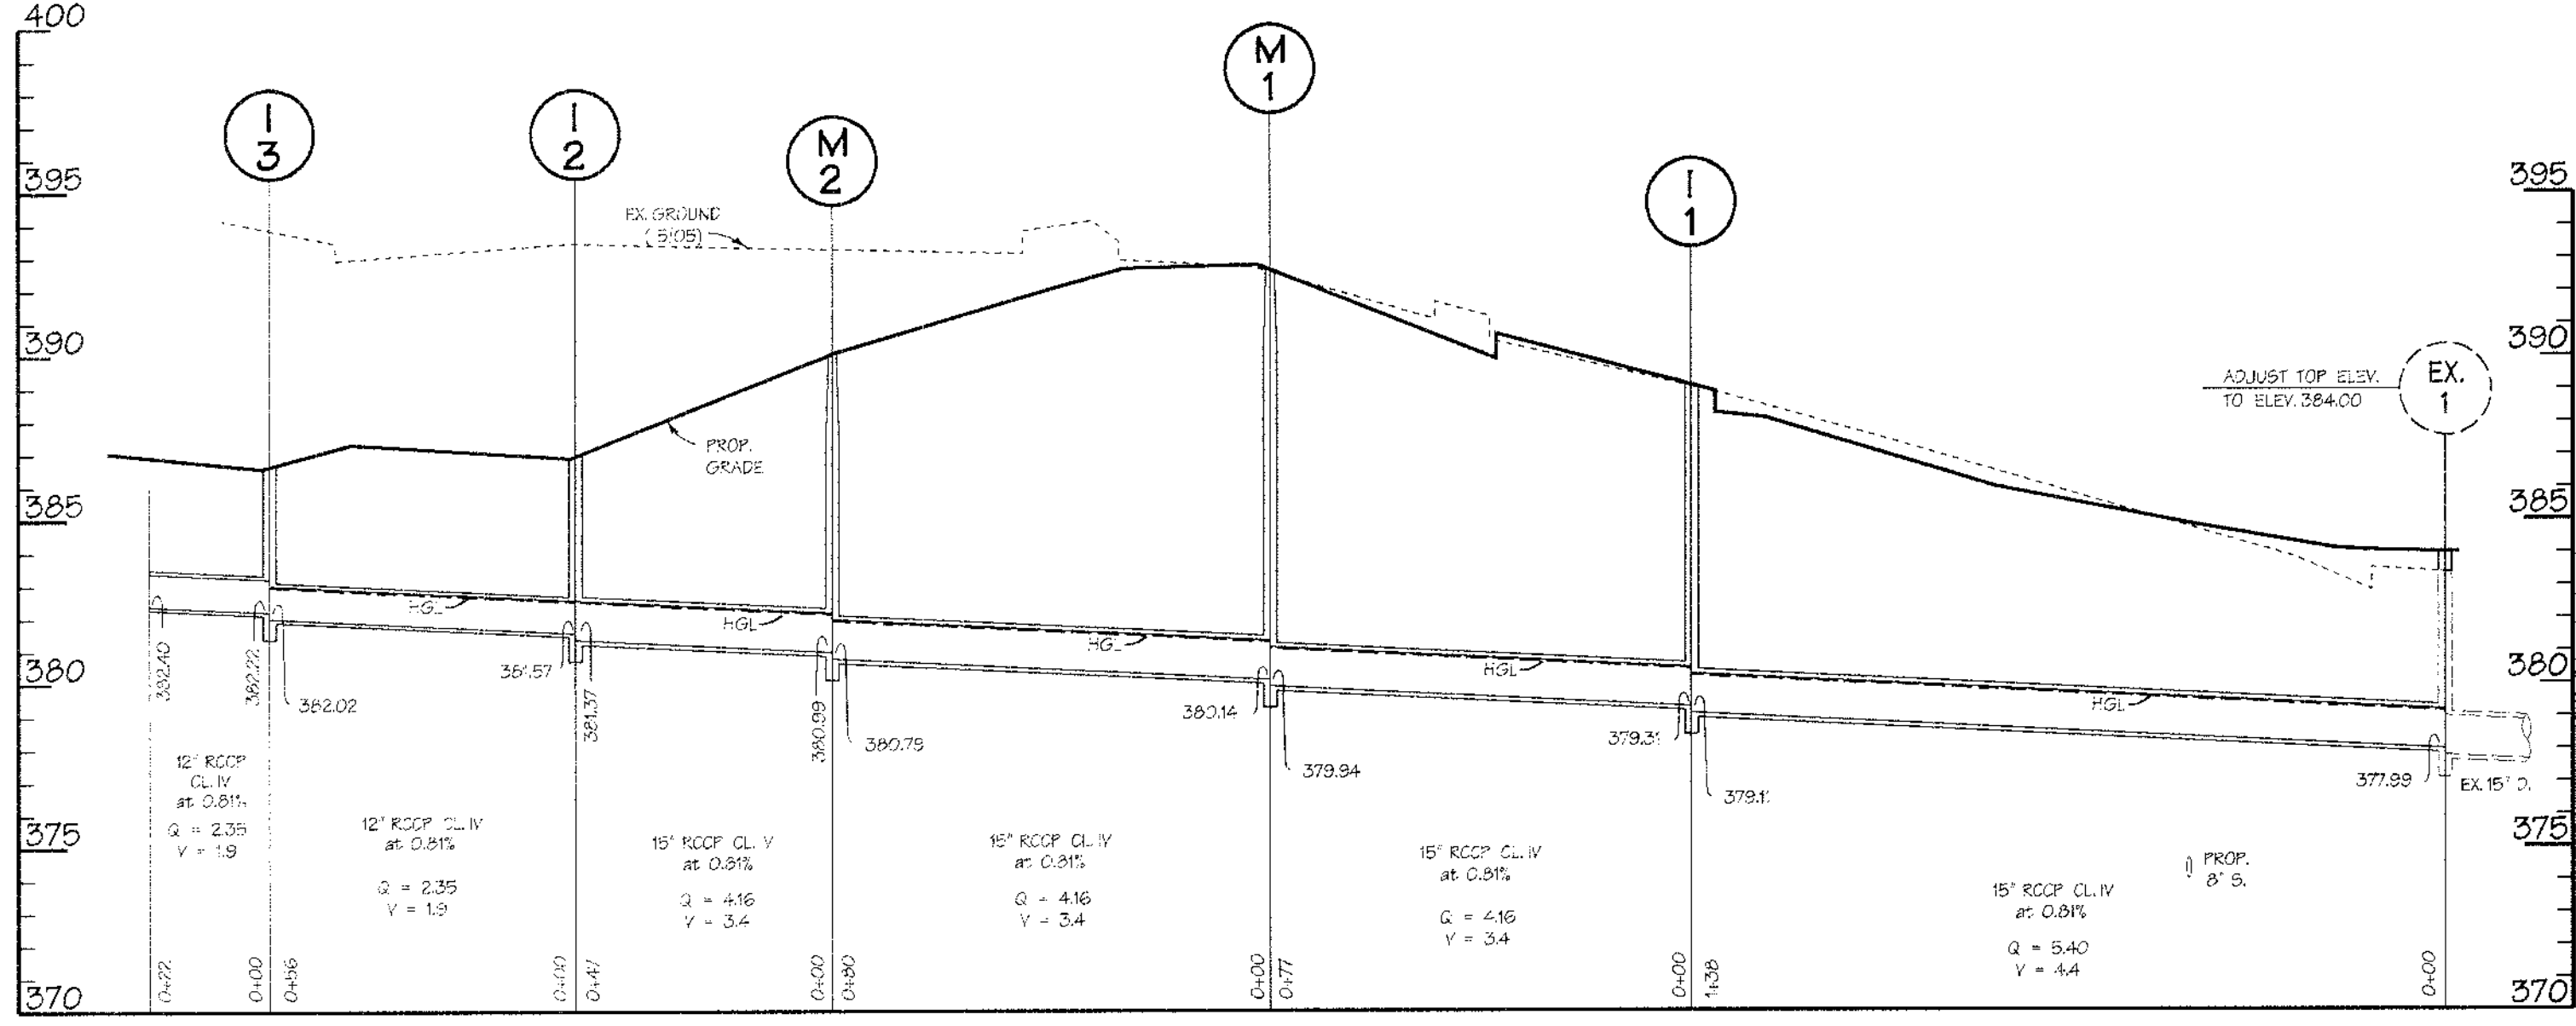 400
395
390
385
380
375
370
395
390
385
380
375
370
I
3
I
2
M
2
M
1
I
1
EX.
1
EX. GROUND
(5/05)
PROP.
GRADE
ADJUST TOP ELEV.
TO ELEV. 384.00
HGL
HGL
HGL
HGL
HGL
382.40
382.22
382.02
381.57
381.37
380.99
380.79
380.14
379.94
379.31
379.11
377.99
EX. 15" D.
12" RCCP
CL. IV
at 0.81%
Q = 2.35
V = 1.9
12" RCCP CL. IV
at 0.81%
Q = 2.35
V = 1.9
15" RCCP CL. V
at 0.81%
Q = 4.16
V = 3.4
15" RCCP CL. IV
at 0.81%
Q = 4.16
V = 3.4
15" RCCP CL. IV
at 0.81%
Q = 4.16
V = 3.4
15" RCCP CL. IV
at 0.81%
Q = 5.40
V = 4.4
PROP.
8" S.
0+22
0+00
0+56
0+00
0+47
0+00
0+80
0+00
0+77
0+00
1+38
0+00